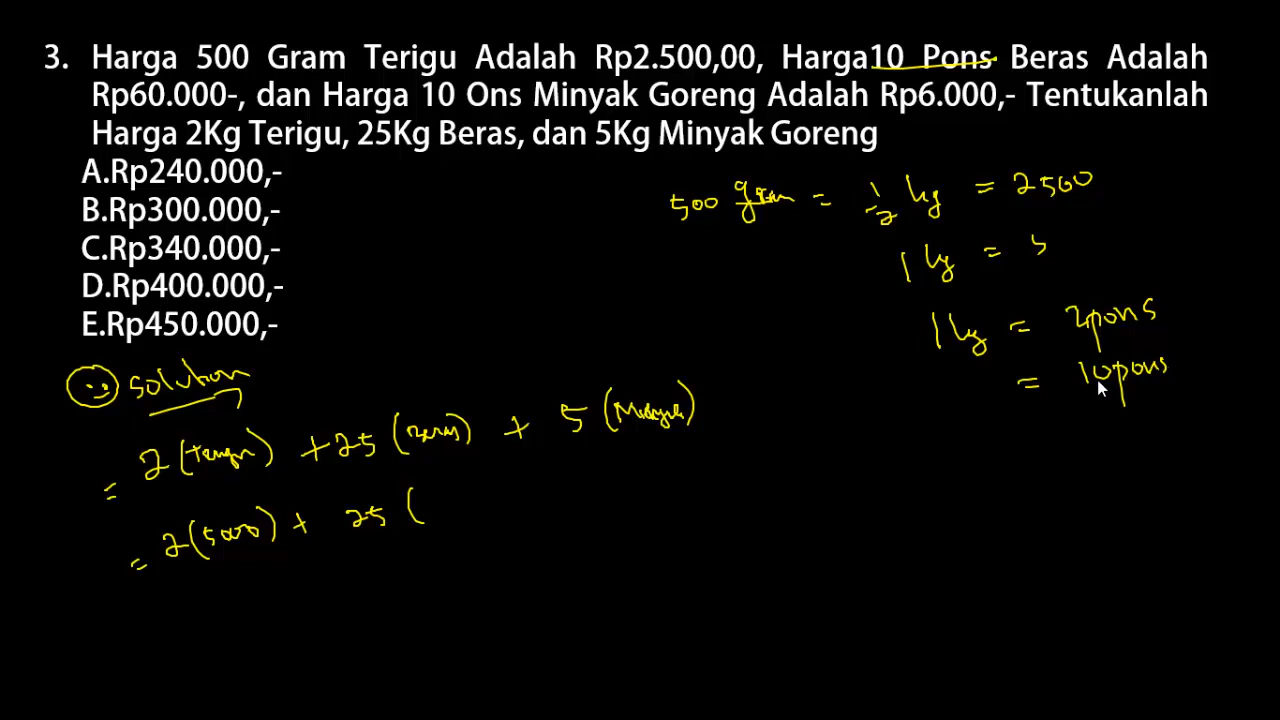 3. Harga 500 Gram Terigu Adalah Rp2.500,00, Harga10 Pons Beras Adalah
Rp60.000-, dan Harga 10 Ons Minyak Goreng Adalah Rp6.000,- Tentukanlah
Harga 2Kg Terigu, 25Kg Beras, dan 5Kg Minyak Goreng
A.Rp240.000,-
B.Rp300.000,-
C.Rp340.000,-
D.Rp400.000,-
E.Rp450.000,-
500 gram = 1/2 kg = 2500
1 kg = 5
1 kg = 2pons
= 10pons
solution
= 2 ( ) + 25 ( ) + 5 ( )
= 2(5000) + 25 (